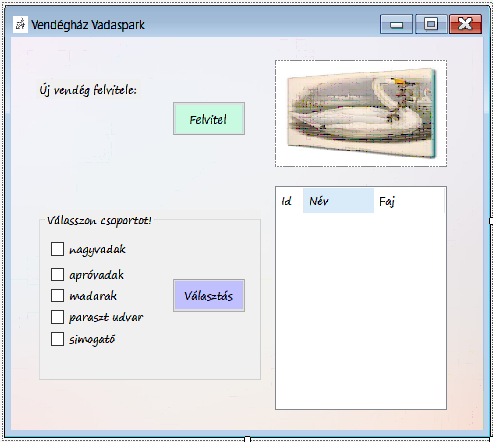 Vendégház Vadaspark
Új vendég felvitele:
Felvitel
Id Név Faj
Válasszon csoportot!
nagyvadak
apróvadak
madarak
Választás
paraszt udvar
simogató